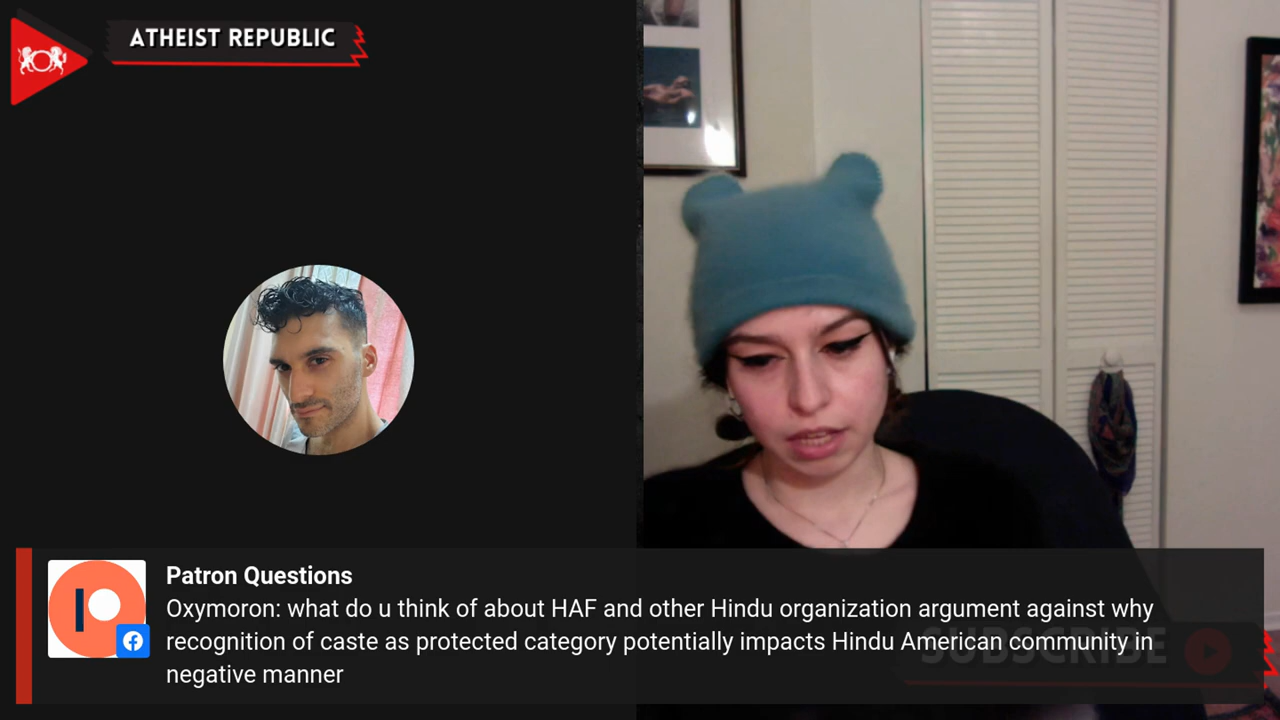 ATHEIST REPUBLIC
Patron Questions
Oxymoron: what do u think of about HAF and other Hindu organization argument against why
recognition of caste as protected category potentially impacts Hindu American community in
negative manner
SUBSCRIBE